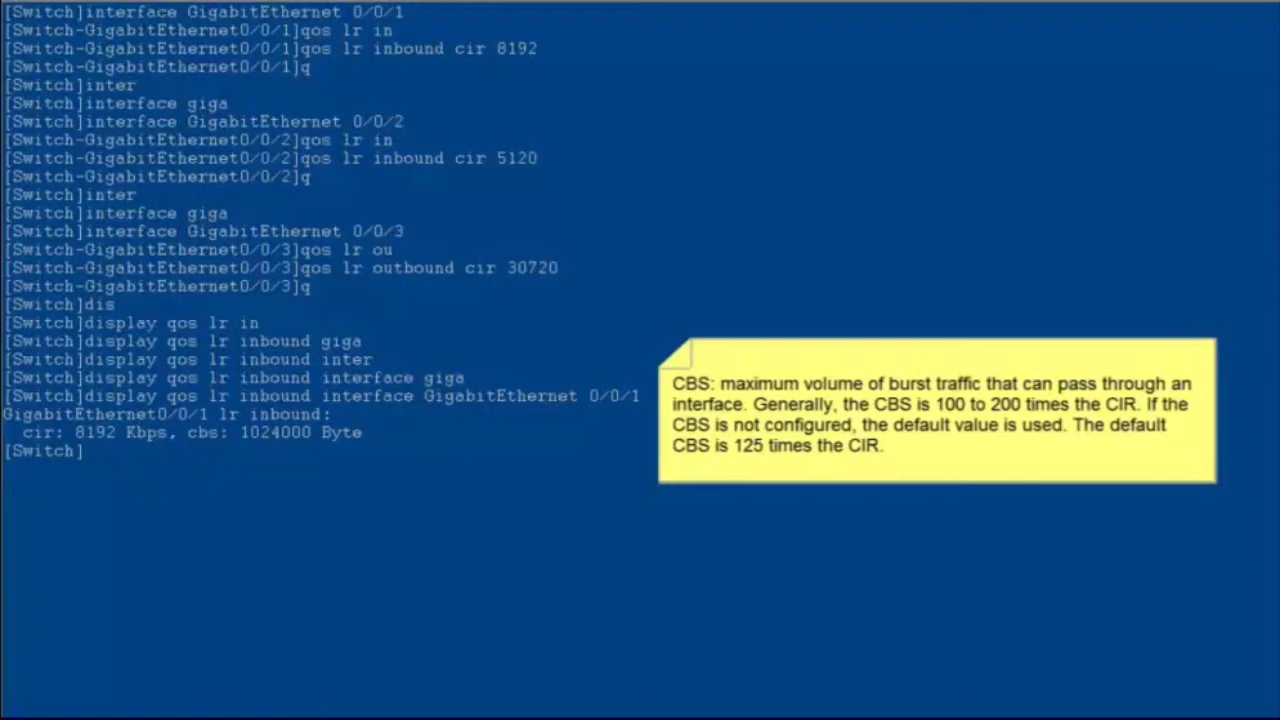 [Switch]interface GigabitEthernet 0/0/1
[Switch-GigabitEthernet0/0/1]qos lr in
[Switch-GigabitEthernet0/0/1]qos lr inbound cir 8192
[Switch-GigabitEthernet0/0/1]q
[Switch]inter
[Switch]interface giga
[Switch]interface GigabitEthernet 0/0/2
[Switch-GigabitEthernet0/0/2]qos lr in
[Switch-GigabitEthernet0/0/2]qos lr inbound cir 5120
[Switch-GigabitEthernet0/0/2]q
[Switch]inter
[Switch]interface giga
[Switch]interface GigabitEthernet 0/0/3
[Switch-GigabitEthernet0/0/3]qos lr ou
[Switch-GigabitEthernet0/0/3]qos lr outbound cir 30720
[Switch-GigabitEthernet0/0/3]q
[Switch]dis
[Switch]display qos lr in
[Switch]display qos lr inbound giga
[Switch]display qos lr inbound inter
[Switch]display qos lr inbound interface giga
[Switch]display qos lr inbound interface GigabitEthernet 0/0/1
GigabitEthernet0/0/1 lr inbound:
cir: 8192 Kbps, cbs: 1024000 Byte
[Switch]
CBS: maximum volume of burst traffic that can pass through an
interface. Generally, the CBS is 100 to 200 times the CIR. If the
CBS is not configured, the default value is used. The default
CBS is 125 times the CIR.